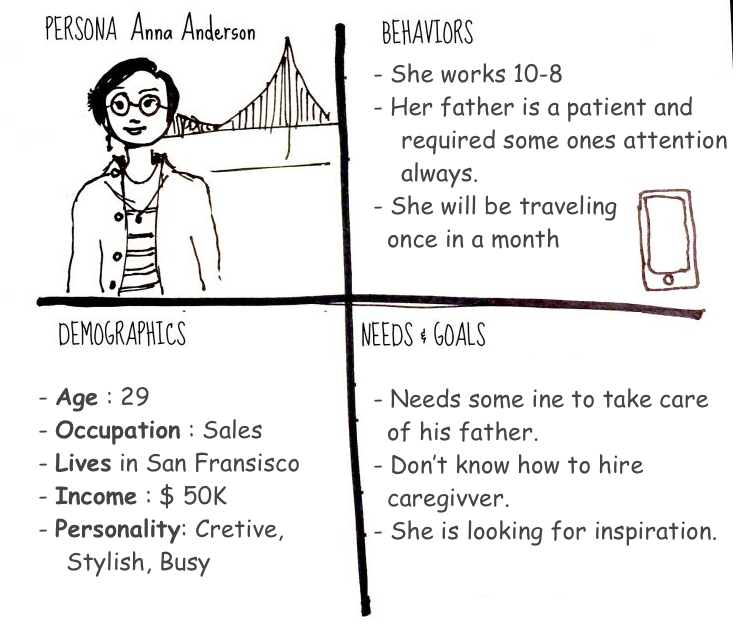 PERSONA Anna Anderson
BEHAVIORS
- She works 10-8
- Her father is a patient and
required some ones attention
always.
- She will be traveling
once in a month
DEMOGRAPHICS
- Age : 29
- Occupation : Sales
- Lives in San Fransisco
- Income : $ 50K
- Personality: Cretive,
Stylish, Busy
NEEDS & GOALS
- Needs some ine to take care
of his father.
- Don't know how to hire
caregivver.
- She is looking for inspiration.